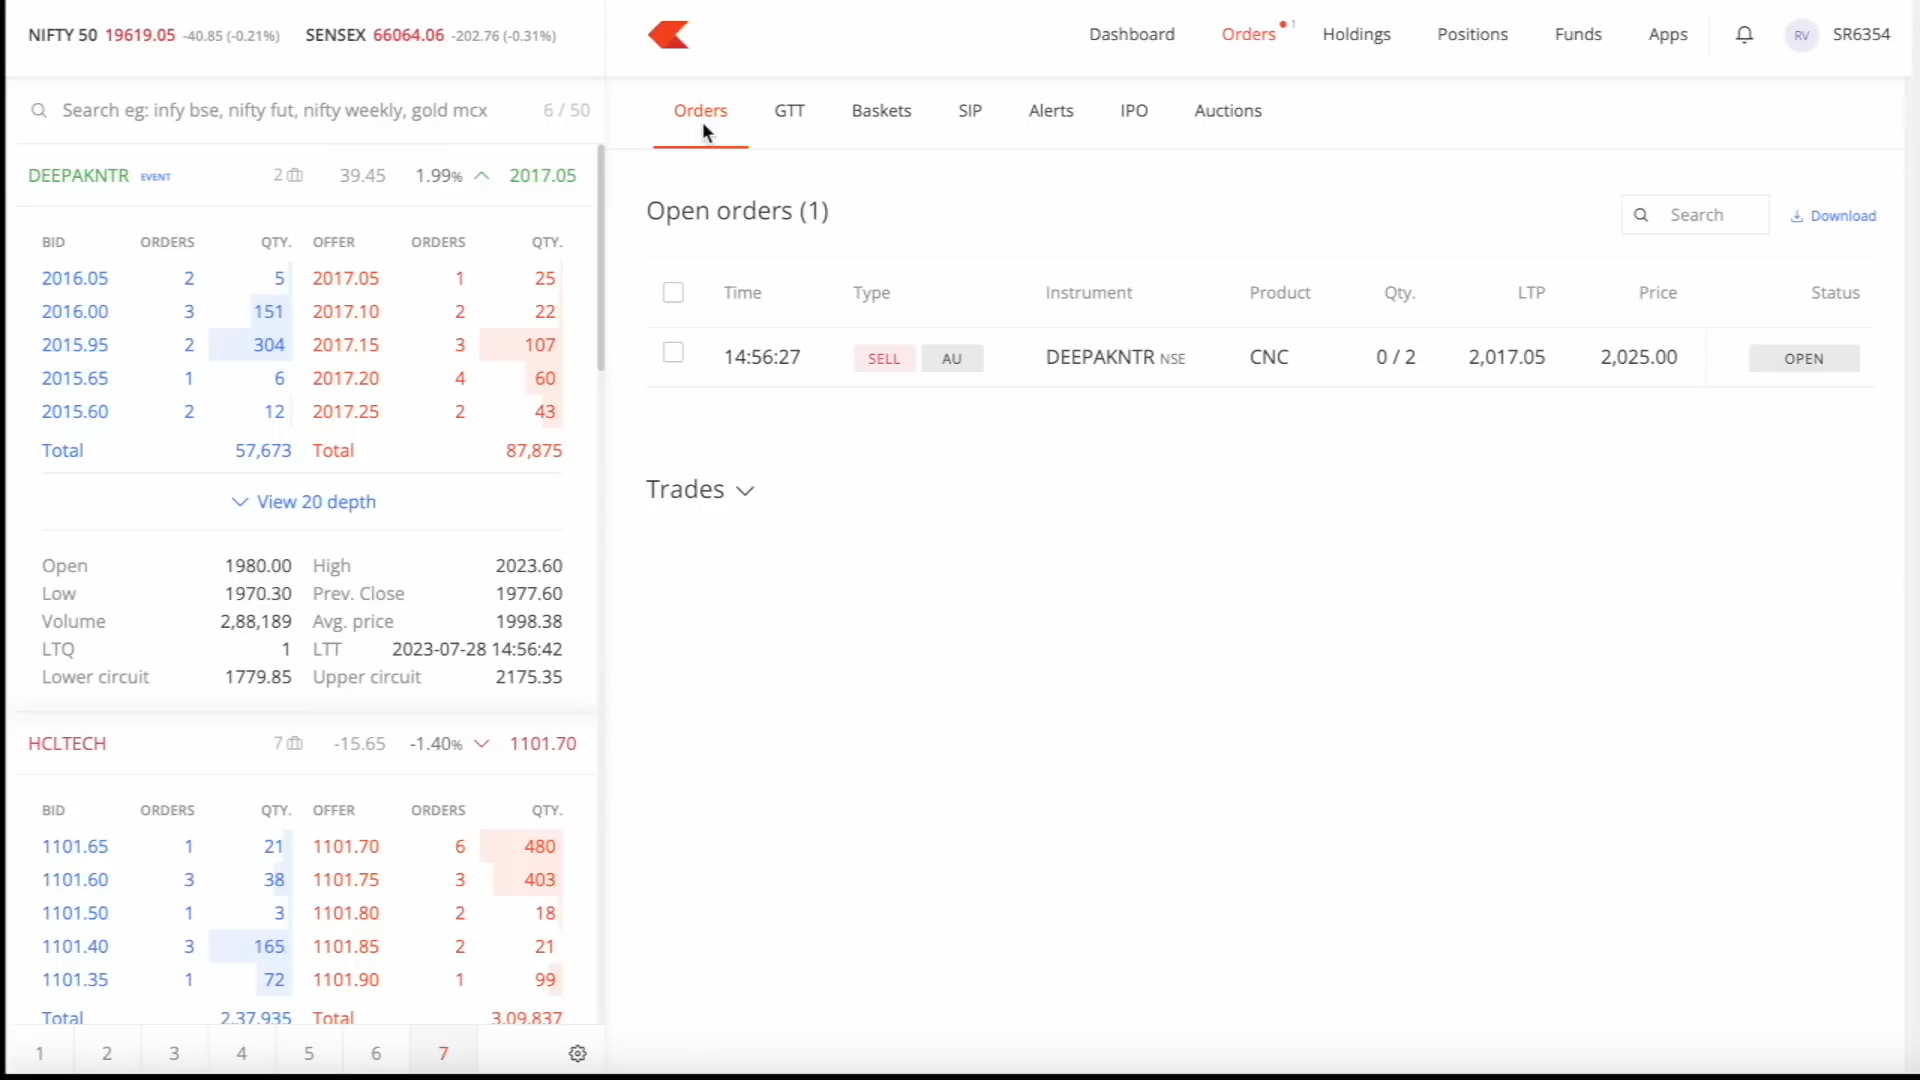 NIFTY 50 19619.05 -40.85 (-0.21%) SENSEX 66064.06 -202.76 (-0.31%)
Dashboard Orders 1 Holdings Positions Funds Apps RV SR6354
Search eg: infy bse, nifty fut, nifty weekly, gold mcx 6 / 50
Orders GTT Baskets SIP Alerts IPO Auctions
DEEPAKNTR EVENT 2 39.45 1.99% 2017.05
BID ORDERS QTY. OFFER ORDERS QTY.
2016.05 2 5 2017.05 1 25
2016.00 3 151 2017.10 2 22
2015.95 2 304 2017.15 3 107
2015.65 1 6 2017.20 4 60
2015.60 2 12 2017.25 2 43
Total 57,673 Total 87,875
View 20 depth
Open 1980.00 High 2023.60
Low 1970.30 Prev. Close 1977.60
Volume 2,88,189 Avg. price 1998.38
LTQ 1 LTT 2023-07-28 14:56:42
Lower circuit 1779.85 Upper circuit 2175.35
HCLTECH 7 -15.65 -1.40% 1101.70
BID ORDERS QTY. OFFER ORDERS QTY.
1101.65 1 21 1101.70 6 480
1101.60 3 38 1101.75 3 403
1101.50 1 3 1101.80 2 18
1101.40 3 165 1101.85 2 21
1101.35 1 72 1101.90 1 99
Total 2,37,935 Total 3,09,837
1 2 3 4 5 6 7
Open orders (1)
Search Download
Time Type Instrument Product Qty. LTP Price Status
14:56:27 SELL AU DEEPAKNTR NSE CNC 0 / 2 2,017.05 2,025.00 OPEN
Trades